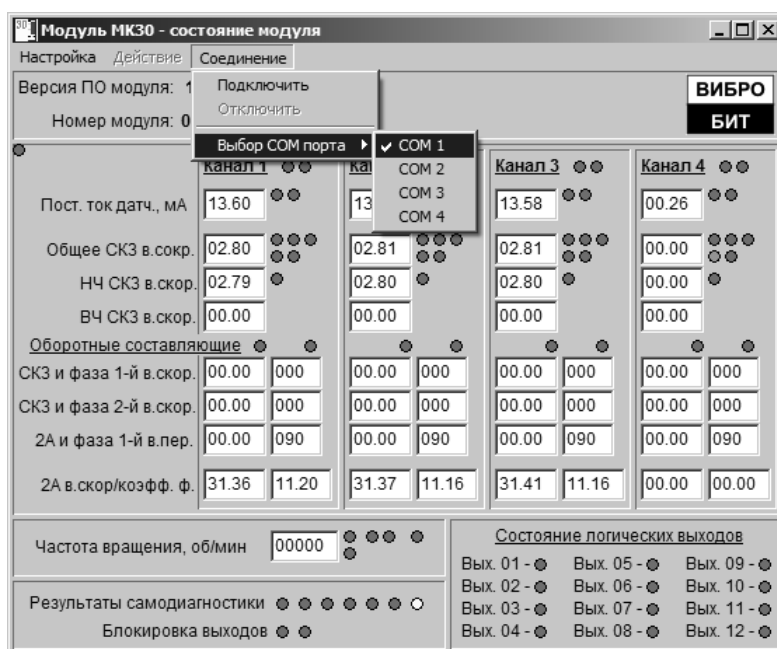 Модуль МК30 - состояние модуля
Настройка Действие Соединение
Версия ПО модуля: 1
Подключить
ВИБРО
Отключить
Номер модуля: 0
БИТ
Выбор COM порта COM 1
COM 2
COM 3
COM 4
Канал 1 Канал 3 Канал 4
Пост. ток датч., мА 13.60 13 13.58 00.26
Общее СКЗ в.сокр. 02.80 02.81 02.81 00.00
НЧ СКЗ в.скор. 02.79 02.80 02.80 00.00
ВЧ СКЗ в.скор. 00.00 00.00 00.00 00.00
Оборотные составляющие
СКЗ и фаза 1-й в.скор. 00.00 000 00.00 000 00.00 000 00.00 000
СКЗ и фаза 2-й в.скор. 00.00 000 00.00 000 00.00 000 00.00 000
2А и фаза 1-й в.пер. 00.00 090 00.00 090 00.00 090 00.00 090
2А в.скор/коэфф. ф. 31.36 11.20 31.37 11.16 31.41 11.16 00.00 00.00
Частота вращения, об/мин 00000
Результаты самодиагностики
Блокировка выходов
Состояние логических выходов
Вых. 01 - Вых. 05 - Вых. 09 -
Вых. 02 - Вых. 06 - Вых. 10 -
Вых. 03 - Вых. 07 - Вых. 11 -
Вых. 04 - Вых. 08 - Вых. 12 -